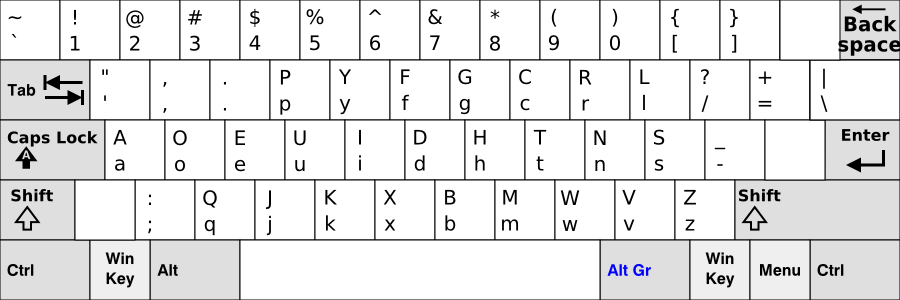 ~ ! @ # $ % ^ & * ( ) { } Back
` 1 2 3 4 5 6 7 8 9 0 [ ] space
Tab " , . P Y F G C R L ? + |
' , . p y f g c r l / = \
Caps Lock A O E U I D H T N S _ Enter
A a o e u i d h t n s -
Shift : Q J K X B M W V Z Shift
; q j k x b m w v z
Ctrl Win Alt Alt Gr Win Menu Ctrl
Key Key